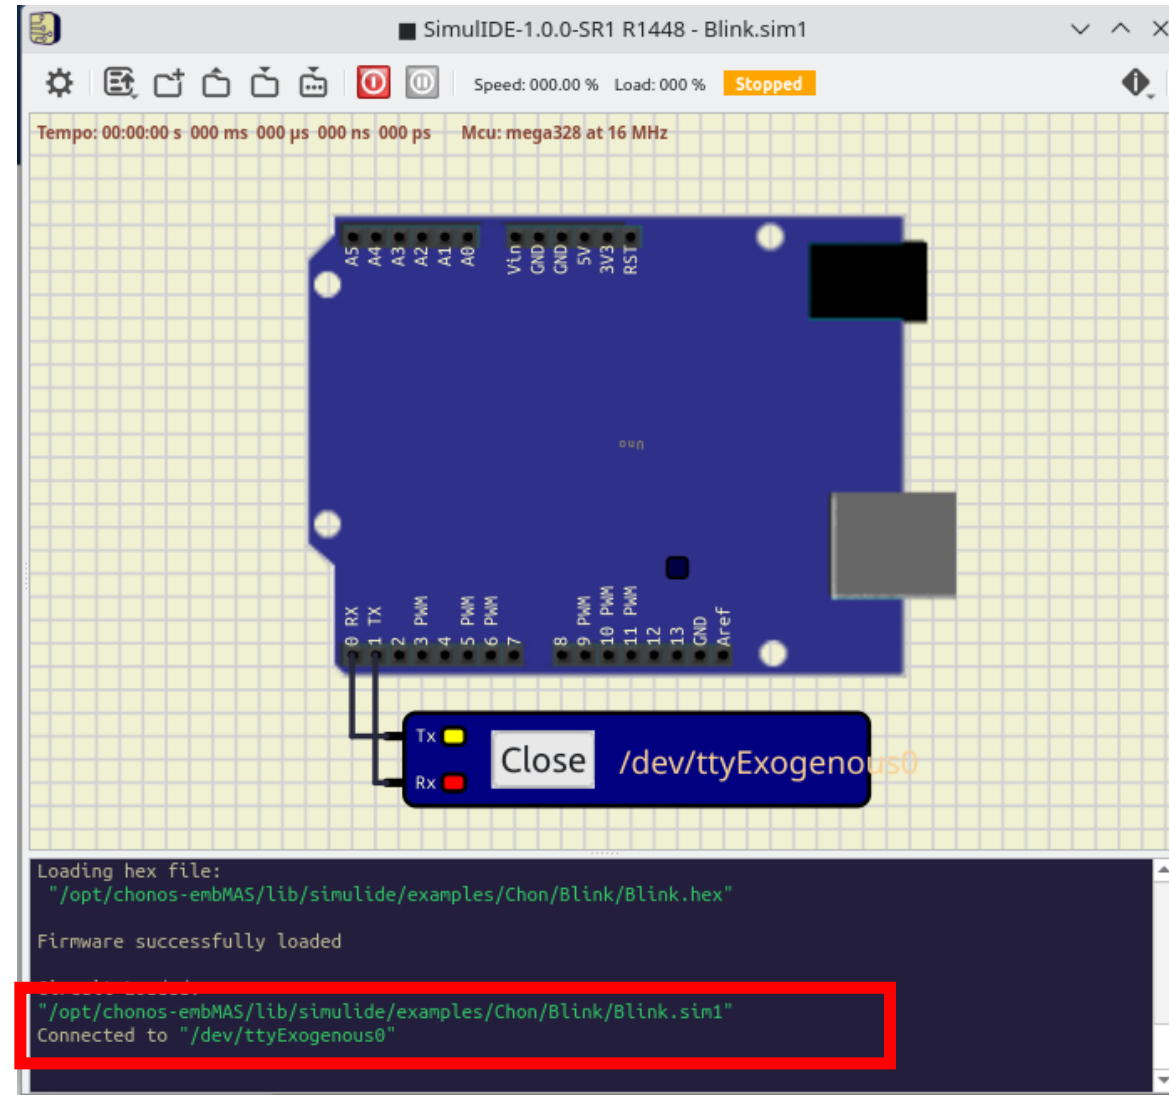 SimulIDE-1.0.0-SR1 R1448 - Blink.sim1
Speed: 000.00 % Load: 000 % Stopped
Tempo: 00:00:00 s 000 ms 000 µs 000 ns 000 ps Mcu: mega328 at 16 MHz
A5 A4 A3 A2 A1 A0 Vin GND GND 5V 3V3 RST
Uno
0 RX 1 TX 2 3 PWM 4 5 PWM 6 PWM 7 8 9 PWM 10 PWM 11 PWM 12 13 GND Aref
Tx
Close /dev/ttyExogenous0
Rx
Loading hex file:
"/opt/chonos-embMAS/lib/simulide/examples/Chon/Blink/Blink.hex"
Firmware successfully loaded
"/opt/chonos-embMAS/lib/simulide/examples/Chon/Blink/Blink.sim1"
Connected to "/dev/ttyExogenous0"